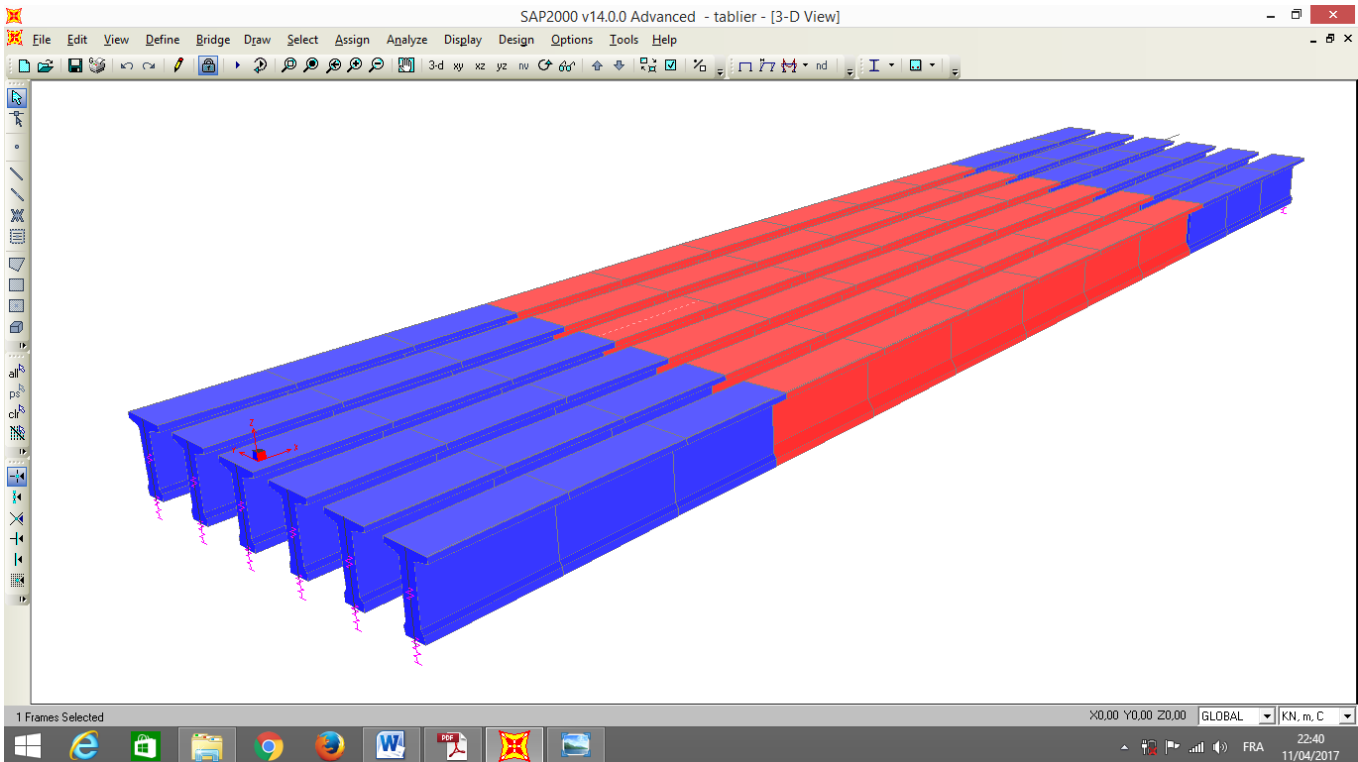 SAP2000 v14.0.0 Advanced - tablier - [3-D View]
File Edit View Define Bridge Draw Select Assign Analyze Display Design Options Tools Help
3-d xy xz yz nv nd
all
ps
clr
Z
X
1 Frames Selected X0,00 Y0,00 Z0,00 GLOBAL KN, m, C
PDF FRA 22:40
11/04/2017